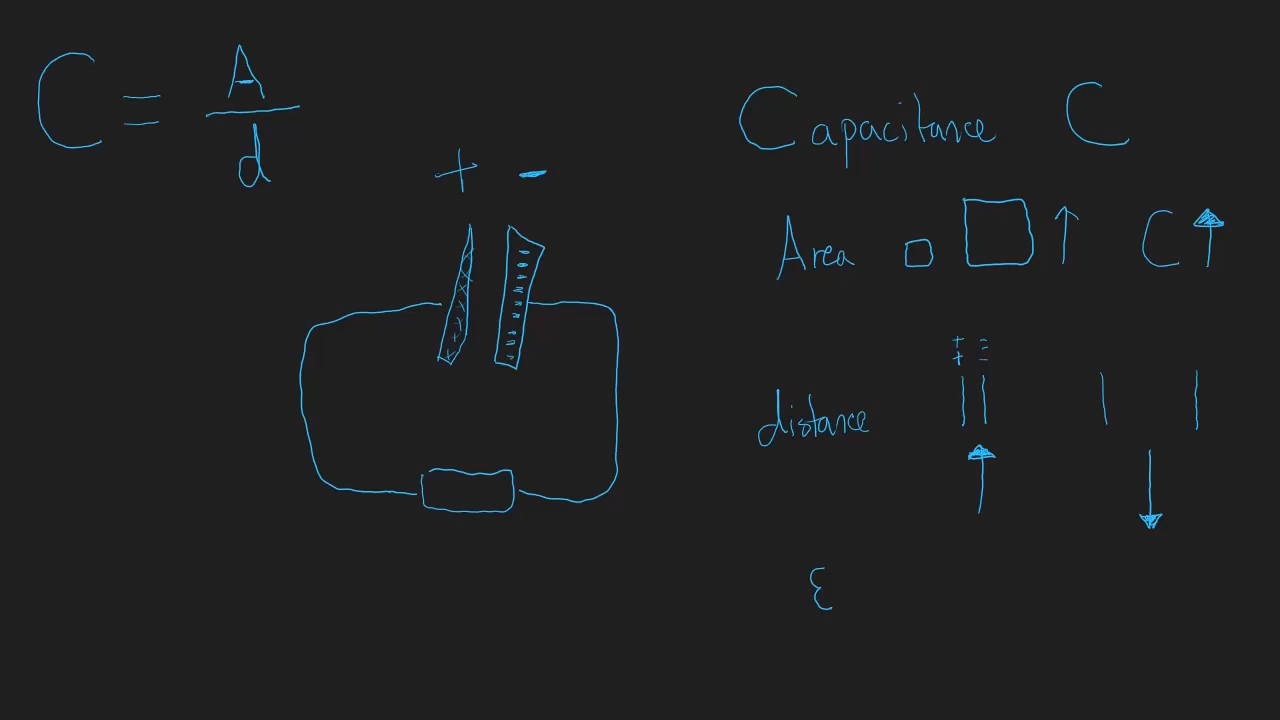 C = A/d
+ -
Capacitance C
Area ↑ C ↑
+ =
+ -
distance
↑ ↓
ε